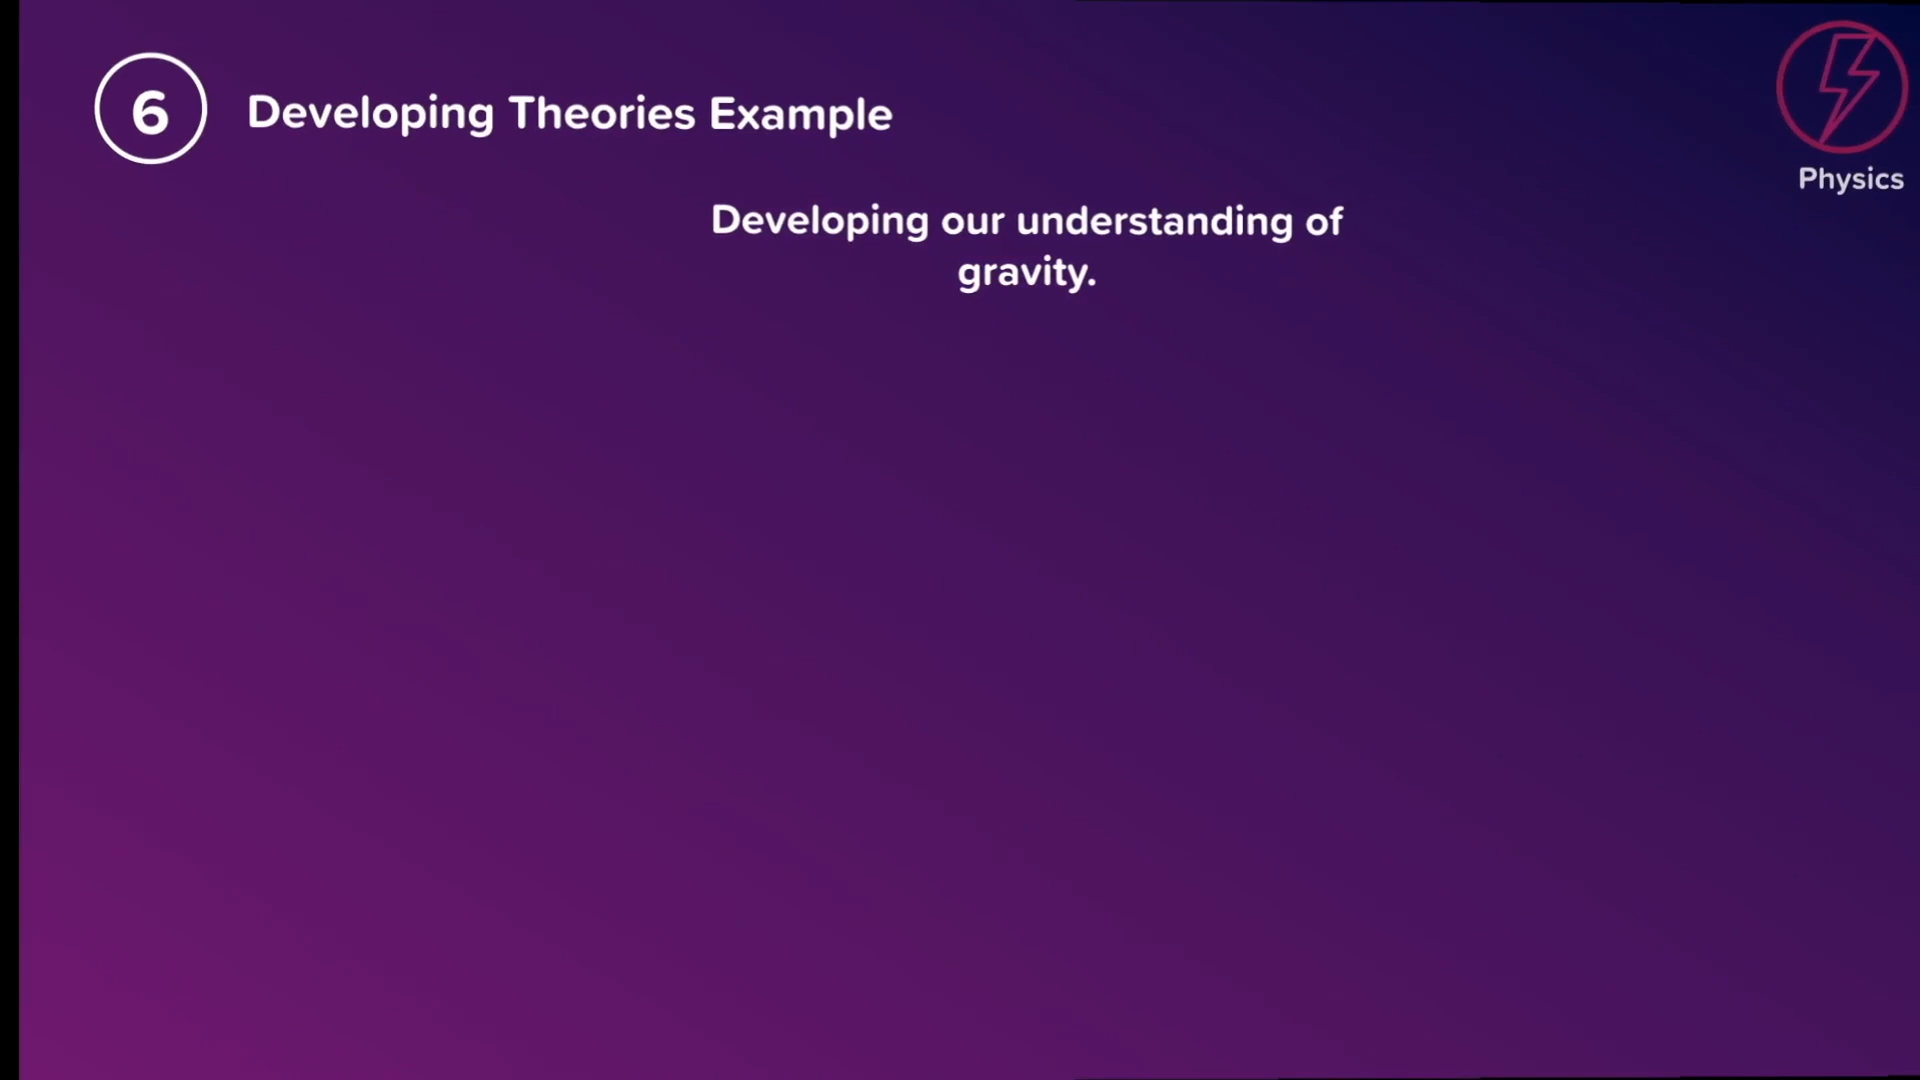 6
Developing Theories Example
Physics
Developing our understanding of
gravity.